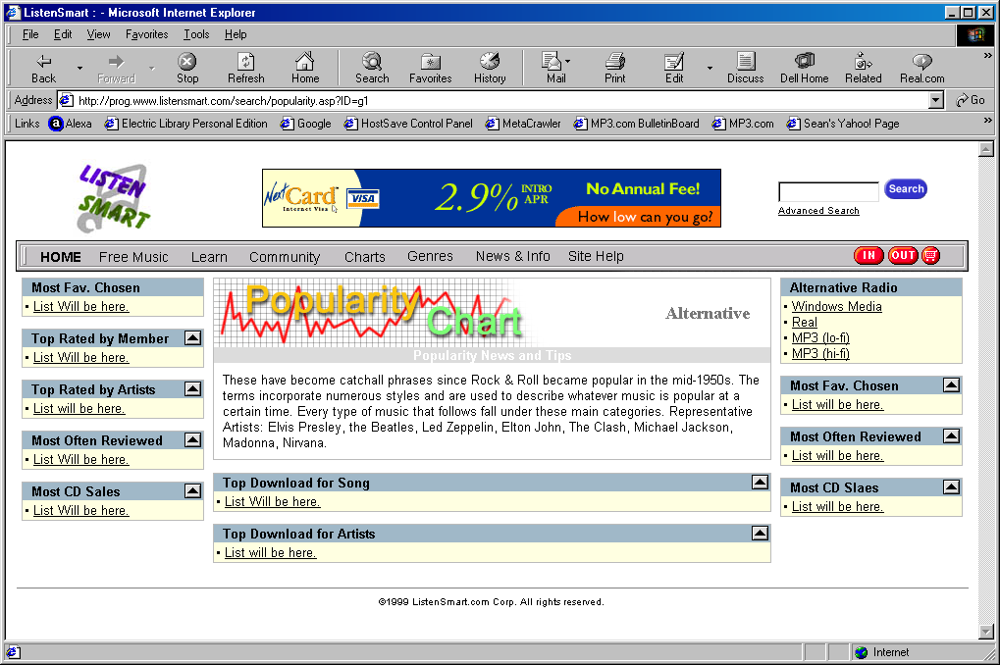 ListenSmart : - Microsoft Internet Explorer
File Edit View Favorites Tools Help
Back Forward Stop Refresh Home Search Favorites History Mail Print Edit Discuss Dell Home Related Real.com
Address http://prog.www.listensmart.com/search/popularity.asp?ID=g1 Go
Links Alexa Electric Library Personal Edition Google HostSave Control Panel MetaCrawler MP3.com BulletinBoard MP3.com Sean's Yahoo! Page
LISTEN
SMART
NextCard
Internet Visa
VISA
2.9% INTRO
APR
No Annual Fee!
How low can you go?
Search
Advanced Search
HOME Free Music Learn Community Charts Genres News & Info Site Help IN OUT
Most Fav. Chosen
• List Will be here.
Top Rated by Member
• List Will be here.
Top Rated by Artists
• List will be here.
Most Often Reviewed
• List Will be here.
Most CD Sales
• List Will be here.
Popularity
Chart
Alternative
Popularity News and Tips
These have become catchall phrases since Rock & Roll became popular in the mid-1950s. The
terms incorporate numerous styles and are used to describe whatever music is popular at a
certain time. Every type of music that follows fall under these main categories. Representative
Artists: Elvis Presley, the Beatles, Led Zeppelin, Elton John, The Clash, Michael Jackson,
Madonna, Nirvana.
Top Download for Song
• List Will be here.
Top Download for Artists
• List will be here.
Alternative Radio
• Windows Media
• Real
• MP3 (lo-fi)
• MP3 (hi-fi)
Most Fav. Chosen
• List Will be here.
Most Often Reviewed
• List will be here.
Most CD Slaes
• List will be here.
©1999 ListenSmart.com Corp. All rights reserved.
Internet